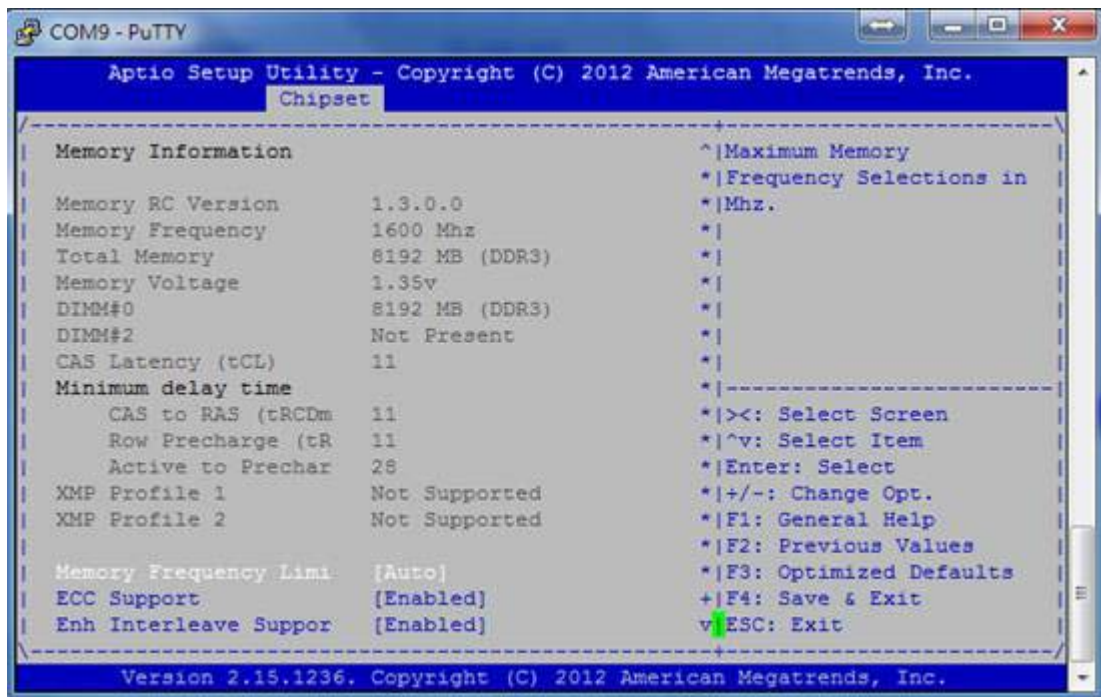 COM9 - PuTTY
Aptio Setup Utility - Copyright (C) 2012 American Megatrends, Inc.
Chipset
/----------------------------------------------------+-------------------------\
| Memory Information ^|Maximum Memory |
| *|Frequency Selections in |
| Memory RC Version 1.3.0.0 *|Mhz. |
| Memory Frequency 1600 Mhz *| |
| Total Memory 8192 MB (DDR3) *| |
| Memory Voltage 1.35v *| |
| DIMM#0 8192 MB (DDR3) *| |
| DIMM#2 Not Present *| |
| CAS Latency (tCL) 11 *| |
| Minimum delay time *|-------------------------|
| CAS to RAS (tRCDm 11 *|><: Select Screen |
| Row Precharge (tR 11 *|^v: Select Item |
| Active to Prechar 28 *|Enter: Select |
| XMP Profile 1 Not Supported *|+/-: Change Opt. |
| XMP Profile 2 Not Supported *|F1: General Help |
| *|F2: Previous Values |
| Memory Frequency Limi [Auto] *|F3: Optimized Defaults |
| ECC Support [Enabled] +|F4: Save & Exit |
| Enh Interleave Suppor [Enabled] v|ESC: Exit |
\----------------------------------------------------+-------------------------/
Version 2.15.1236. Copyright (C) 2012 American Megatrends, Inc.